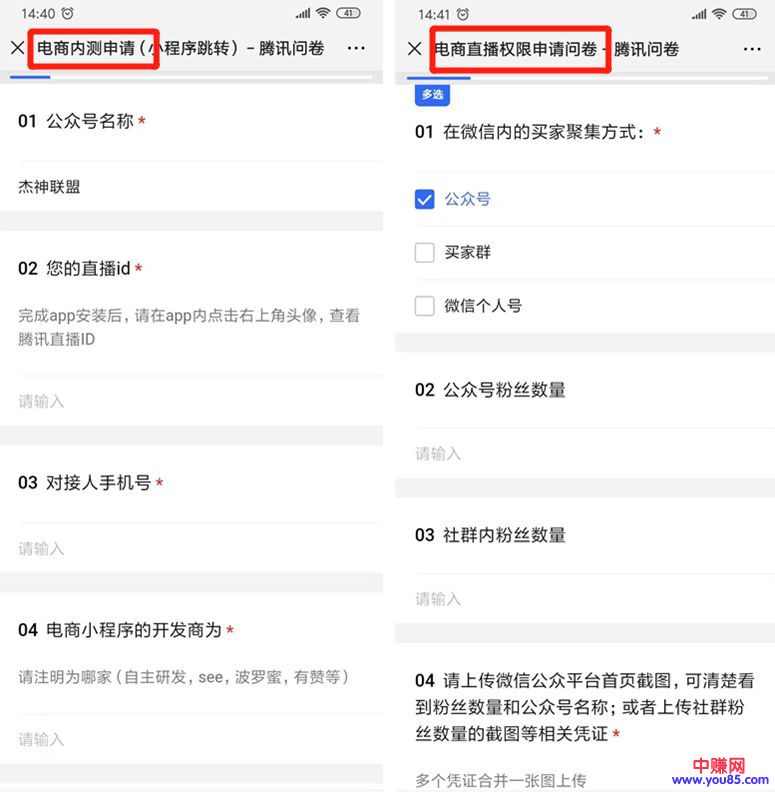 14:40
41
电商内测申请（小程序跳转）- 腾讯问卷
01 公众号名称 *
杰神联盟
02 您的直播id *
完成app安装后，请在app内点击右上角头像，查看
腾讯直播ID
请输入
03 对接人手机号 *
请输入
04 电商小程序的开发商为 *
请注明为哪家（自主研发，see，波罗蜜，有赞等）
请输入
14:41
41
电商直播权限申请问卷 - 腾讯问卷
多选
01 在微信内的买家聚集方式： *
公众号
买家群
微信个人号
02 公众号粉丝数量
请输入
03 社群内粉丝数量
请输入
04 请上传微信公众平台首页截图，可清楚看
到粉丝数量和公众号名称；或者上传社群粉
丝数量的截图等相关凭证 *
多个凭证合并一张图上传
中赚网
www.you85.com